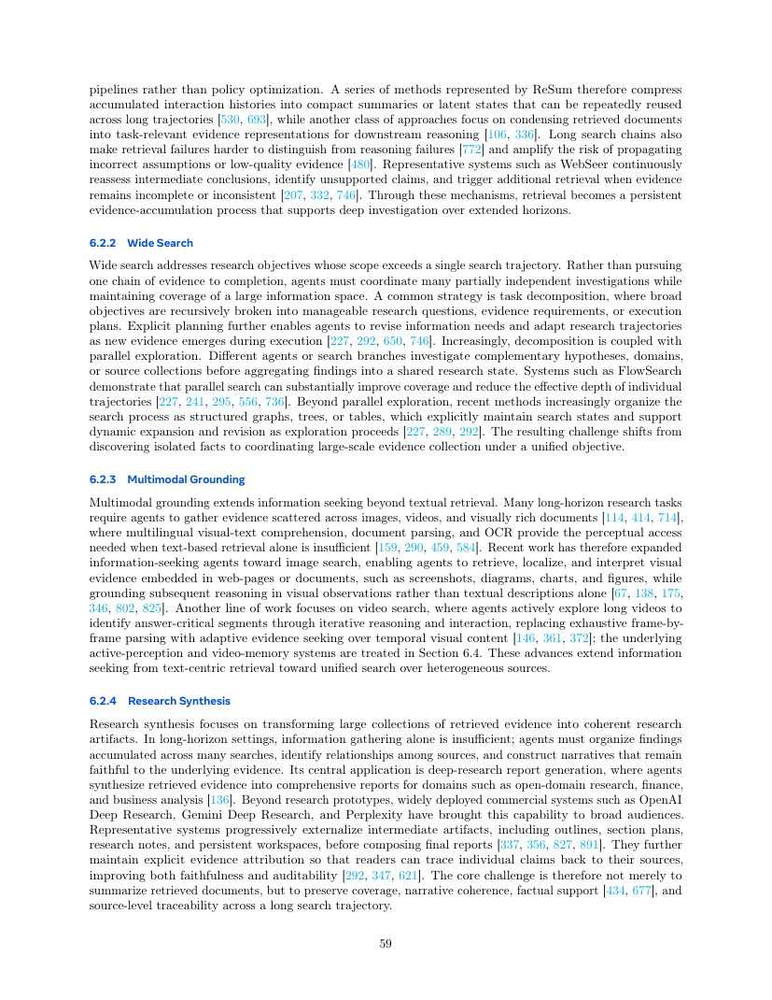 pipelines rather than policy optimization. A series of methods represented by ReSum therefore compress
accumulated interaction histories into compact summaries or latent states that can be repeatedly reused
across long trajectories [530, 693], while another class of approaches focus on condensing retrieved documents
into task-relevant evidence representations for downstream reasoning [106, 336]. Long search chains also
make retrieval failures harder to distinguish from reasoning failures [772] and amplify the risk of propagating
incorrect assumptions or low-quality evidence [480]. Representative systems such as WebSeer continuously
reassess intermediate conclusions, identify unsupported claims, and trigger additional retrieval when evidence
remains incomplete or inconsistent [207, 332, 746]. Through these mechanisms, retrieval becomes a persistent
evidence-accumulation process that supports deep investigation over extended horizons.
6.2.2 Wide Search
Wide search addresses research objectives whose scope exceeds a single search trajectory. Rather than pursuing
one chain of evidence to completion, agents must coordinate many partially independent investigations while
maintaining coverage of a large information space. A common strategy is task decomposition, where broad
objectives are recursively broken into manageable research questions, evidence requirements, or execution
plans. Explicit planning further enables agents to revise information needs and adapt research trajectories
as new evidence emerges during execution [227, 292, 650, 746]. Increasingly, decomposition is coupled with
parallel exploration. Different agents or search branches investigate complementary hypotheses, domains,
or source collections before aggregating findings into a shared research state. Systems such as FlowSearch
demonstrate that parallel search can substantially improve coverage and reduce the effective depth of individual
trajectories [227, 241, 295, 556, 736]. Beyond parallel exploration, recent methods increasingly organize the
search process as structured graphs, trees, or tables, which explicitly maintain search states and support
dynamic expansion and revision as exploration proceeds [227, 289, 292]. The resulting challenge shifts from
discovering isolated facts to coordinating large-scale evidence collection under a unified objective.
6.2.3 Multimodal Grounding
Multimodal grounding extends information seeking beyond textual retrieval. Many long-horizon research tasks
require agents to gather evidence scattered across images, videos, and visually rich documents [114, 414, 714],
where multilingual visual-text comprehension, document parsing, and OCR provide the perceptual access
needed when text-based retrieval alone is insufficient [159, 290, 459, 584]. Recent work has therefore expanded
information-seeking agents toward image search, enabling agents to retrieve, localize, and interpret visual
evidence embedded in web-pages or documents, such as screenshots, diagrams, charts, and figures, while
grounding subsequent reasoning in visual observations rather than textual descriptions alone [67, 138, 175,
346, 802, 825]. Another line of work focuses on video search, where agents actively explore long videos to
identify answer-critical segments through iterative reasoning and interaction, replacing exhaustive frame-by-
frame parsing with adaptive evidence seeking over temporal visual content [146, 361, 372]; the underlying
active-perception and video-memory systems are treated in Section 6.4. These advances extend information
seeking from text-centric retrieval toward unified search over heterogeneous sources.
6.2.4 Research Synthesis
Research synthesis focuses on transforming large collections of retrieved evidence into coherent research
artifacts. In long-horizon settings, information gathering alone is insufficient; agents must organize findings
accumulated across many searches, identify relationships among sources, and construct narratives that remain
faithful to the underlying evidence. Its central application is deep-research report generation, where agents
synthesize retrieved evidence into comprehensive reports for domains such as open-domain research, finance,
and business analysis [136]. Beyond research prototypes, widely deployed commercial systems such as OpenAI
Deep Research, Gemini Deep Research, and Perplexity have brought this capability to broad audiences.
Representative systems progressively externalize intermediate artifacts, including outlines, section plans,
research notes, and persistent workspaces, before composing final reports [337, 356, 827, 891]. They further
maintain explicit evidence attribution so that readers can trace individual claims back to their sources,
improving both faithfulness and auditability [292, 347, 621]. The core challenge is therefore not merely to
summarize retrieved documents, but to preserve coverage, narrative coherence, factual support [434, 677], and
source-level traceability across a long search trajectory.
59